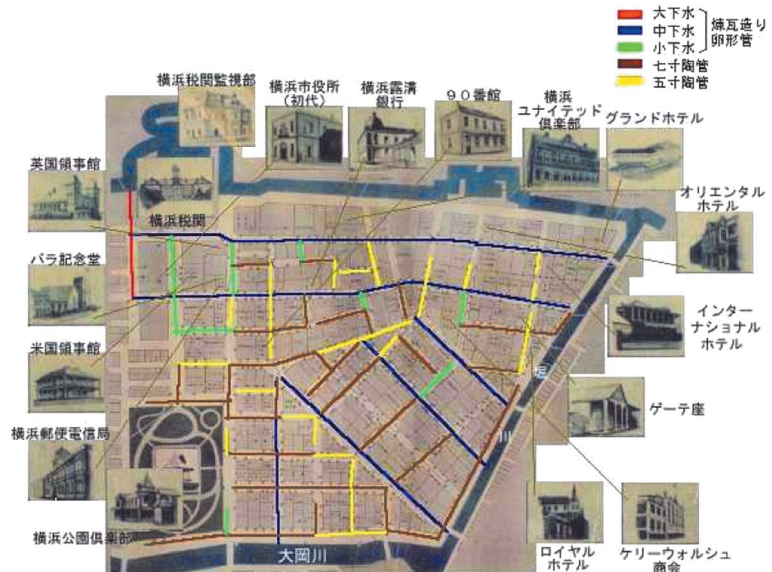 大下水
中下水
小下水
煉瓦造り
卵形管
七寸陶管
五寸陶管
横浜税関監視部
横浜市役所
(初代)
横浜露清
銀行
90番館
横浜
ユナイテッド
倶楽部
グランドホテル
英国領事館
横浜税関
オリエンタル
ホテル
バラ記念堂
インター
ナショナル
ホテル
米国領事館
堀
川
ゲーテ座
横浜郵便電信局
横浜公園倶楽部
大岡川
ロイヤル
ホテル
ケリーウォルシュ
商会